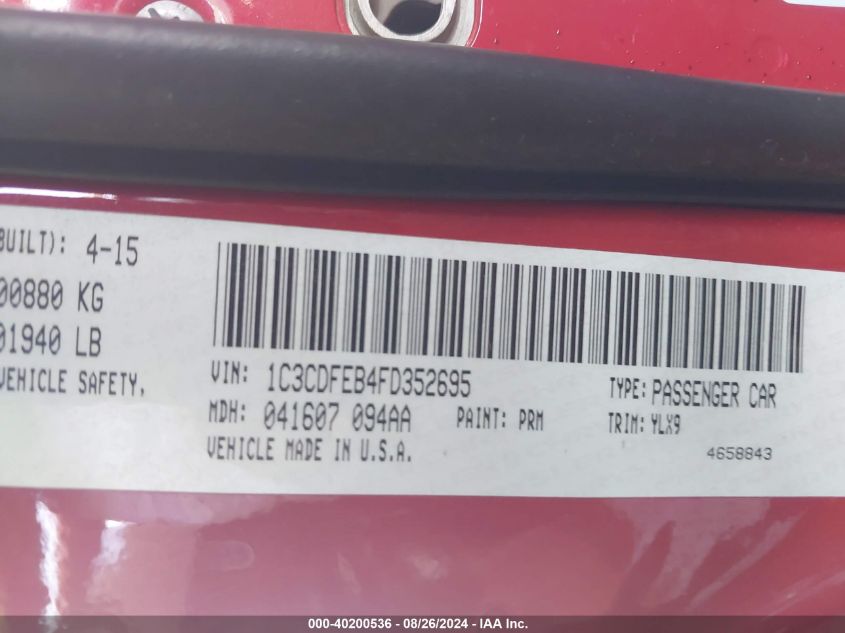 BUILT): 4-15
00880 KG
01940 LB
VEHICLE SAFETY,
VIN: 1C3CDFEB4FD352695
TYPE: PASSENGER CAR
MDH: 041607 094AA
PAINT: PRM
TRIM: YLX9
VEHICLE MADE IN U.S.A.
4658843
000-40200536 - 08/26/2024 - IAA Inc.